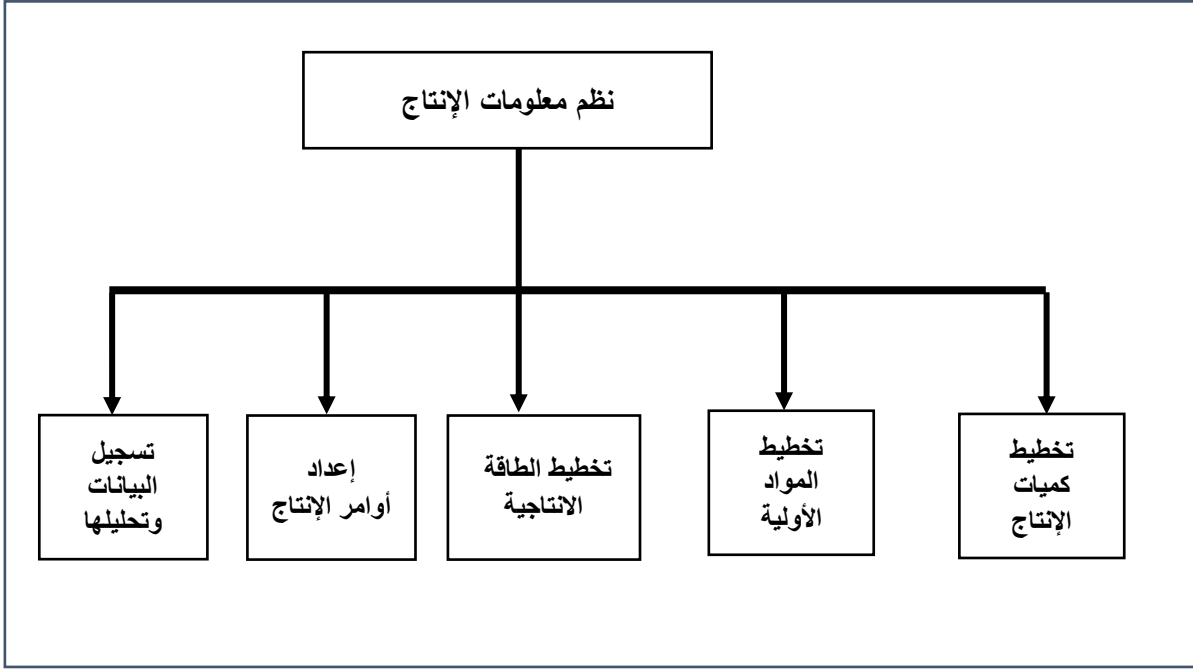 نظم معلومات الإنتاج
تخطيط
كميات
الإنتاج
تخطيط
المواد
الأولية
تخطيط الطاقة
الانتاجية
إعداد
أوامر الإنتاج
تسجيل
البيانات
وتحليلها